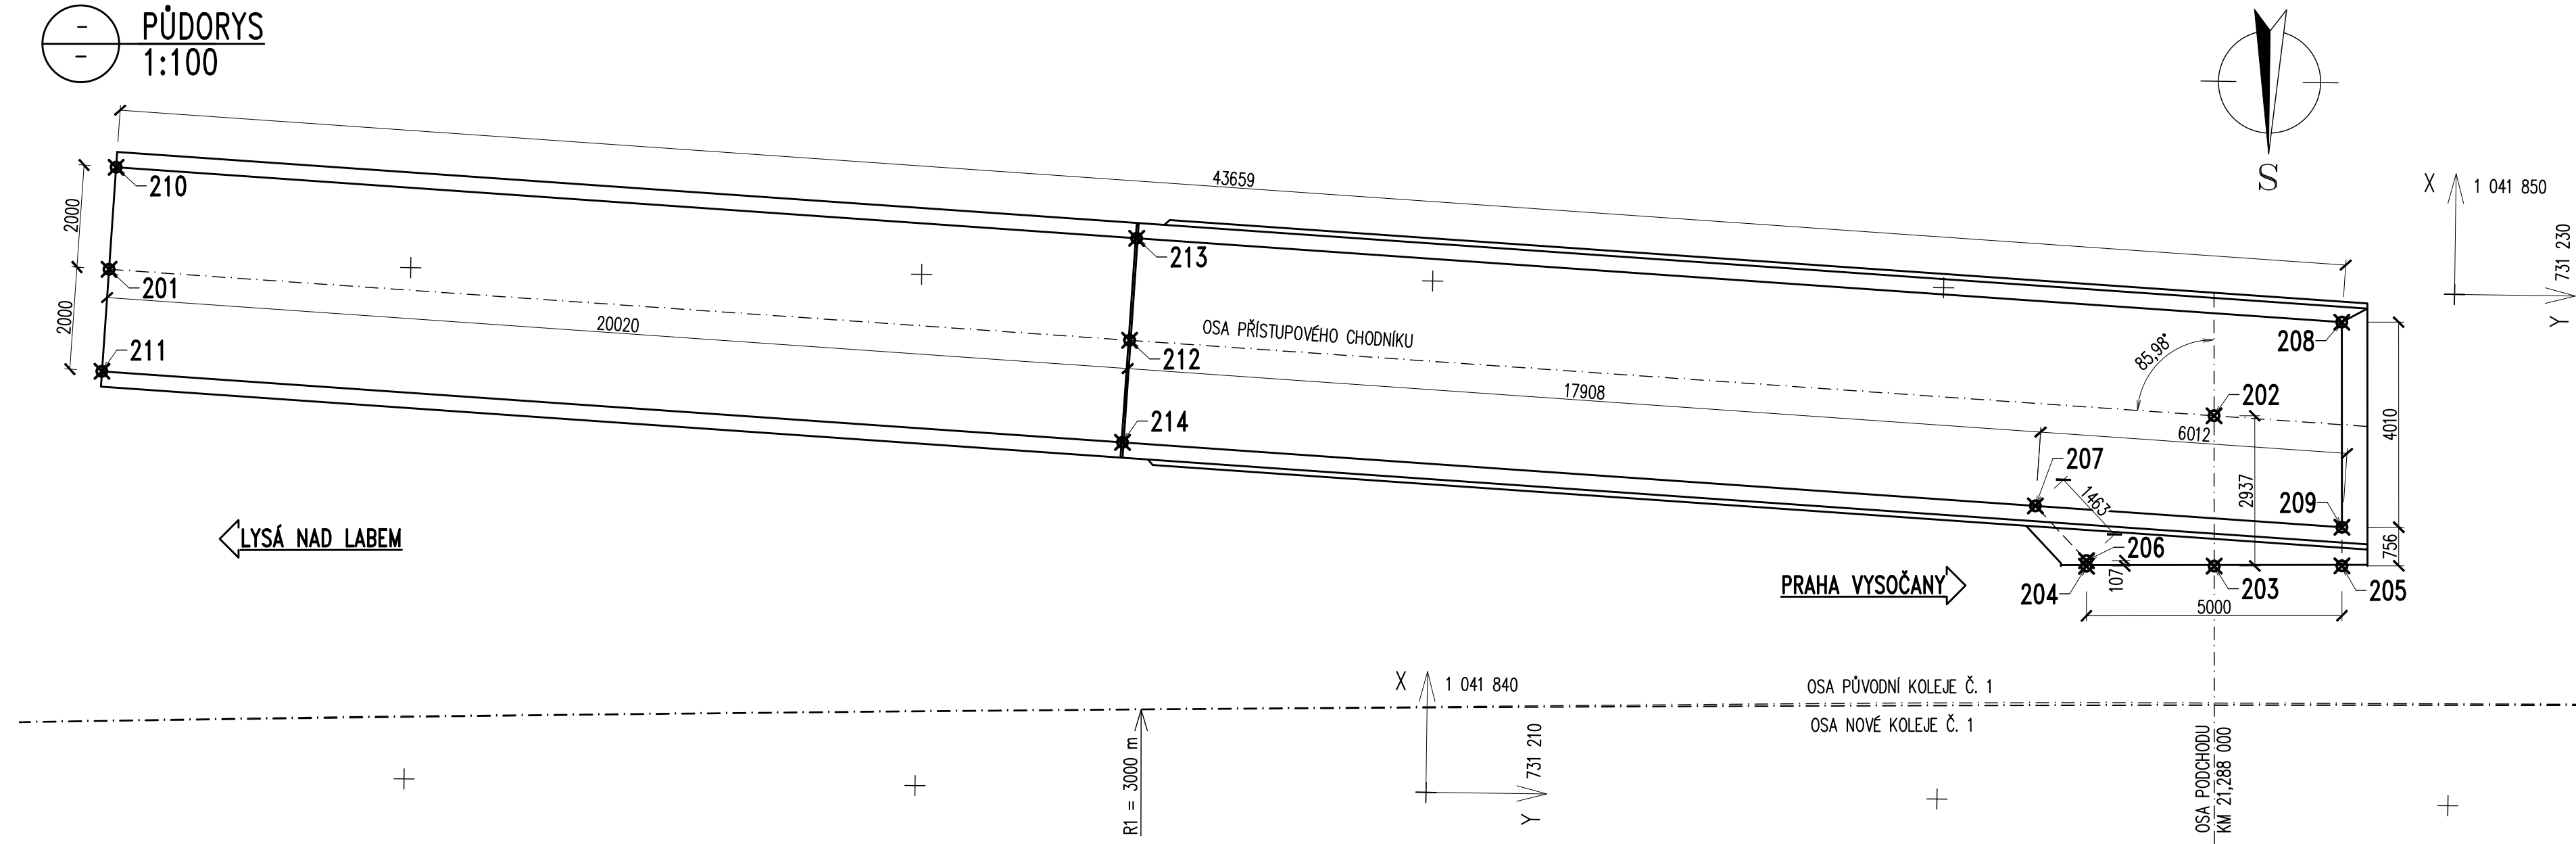 -
-
PŮDORYS
1:100
S
X
1 041 850
731 230
Y
43659
2000
2000
210
201
211
20020
213
212
214
OSA PŘÍSTUPOVÉHO CHODNÍKU
17908
85,98°
208
202
4010
6012
207
1463
2937
209
756
206
107
204
203
205
5000
LYSÁ NAD LABEM
PRAHA VYSOČANY
X
1 041 840
731 210
Y
R1 = 3000 m
OSA PŮVODNÍ KOLEJE Č. 1
OSA NOVÉ KOLEJE Č. 1
OSA PODCHODU
KM 21,288 000